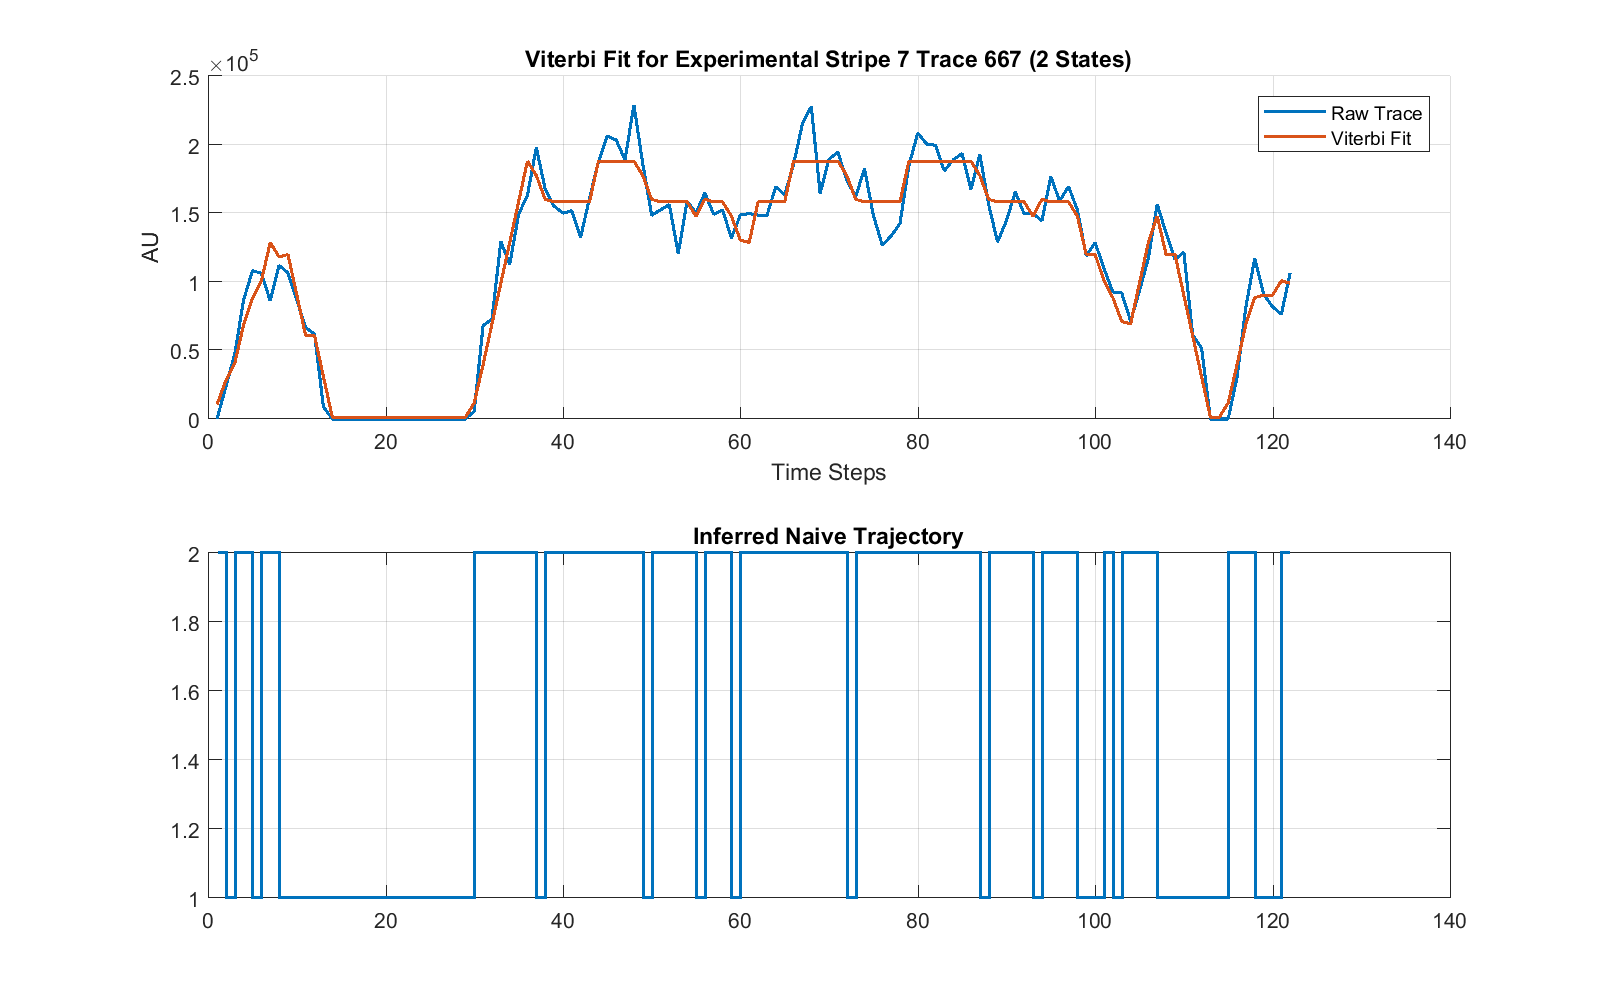 Viterbi Fit for Experimental Stripe 7 Trace 667 (2 States)
×10^5
2.5
2
1.5
1
0.5
0
AU
Raw Trace
Viterbi Fit
0 20 40 60 80 100 120 140
Time Steps
Inferred Naive Trajectory
2
1.8
1.6
1.4
1.2
1
0 20 40 60 80 100 120 140